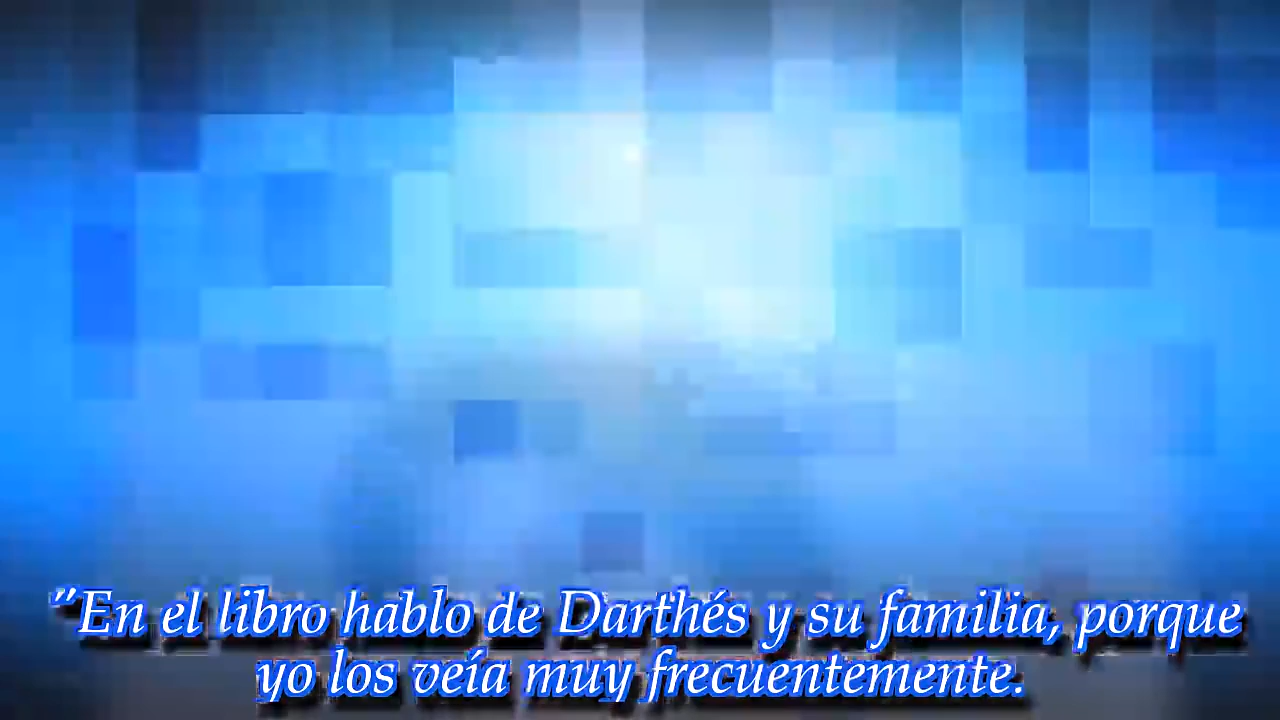 "En el libro hablo de Darthés y su familia, porque
yo los veía muy frecuentemente.